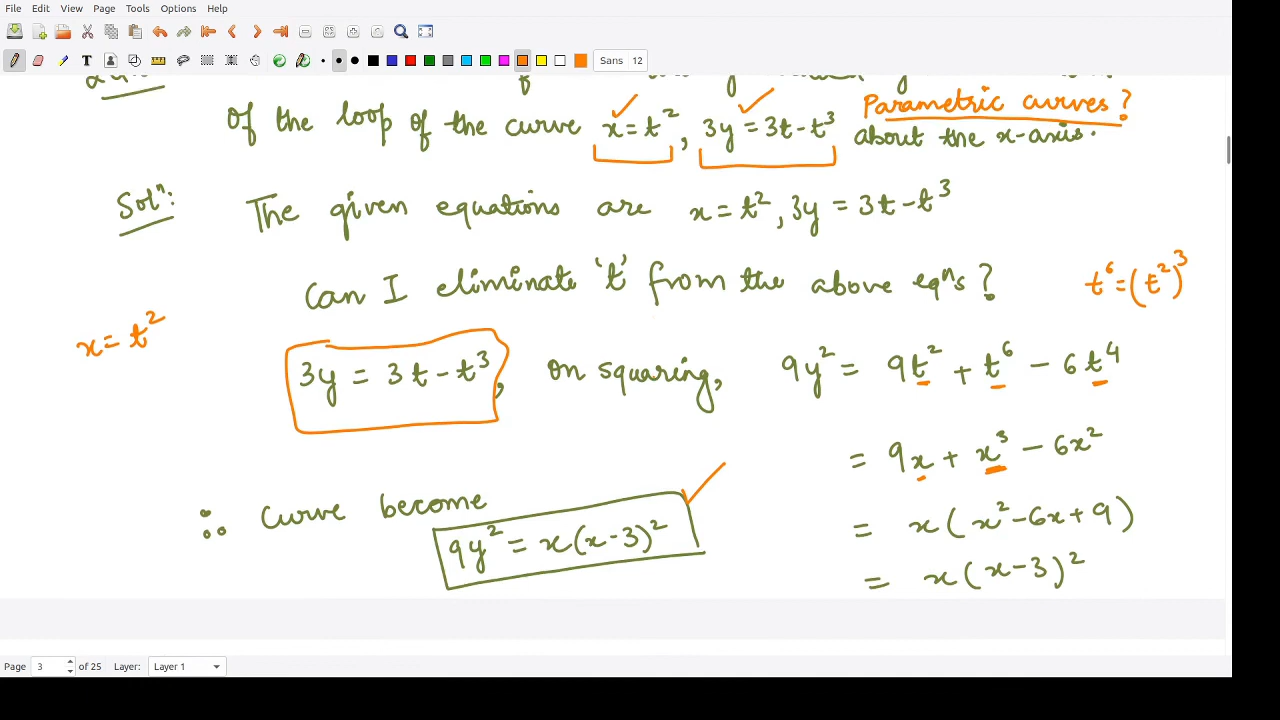 File Edit View Page Tools Options Help
Sans 12
of the loop of the curve x = t², 3y = 3t - t³ about the x-axis.
Parametric curves?
Solⁿ: The given equations are x = t², 3y = 3t - t³
Can I eliminate 't' from the above eqⁿs?
t⁶ = (t²)³
x = t²
3y = 3t - t³, on squaring, 9y² = 9t² + t⁶ - 6t⁴
= 9x + x³ - 6x²
∴ Curve become 9y² = x(x-3)²
= x(x² - 6x + 9)
= x(x-3)²
Page 3 of 25 Layer: Layer 1